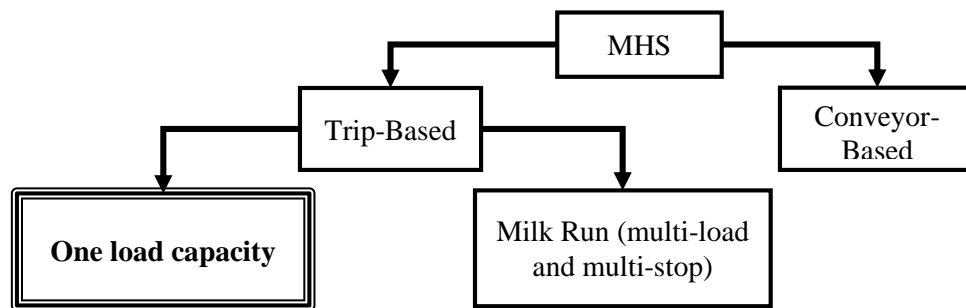 MHS
Trip-Based
Conveyor-
Based
One load capacity
Milk Run (multi-load
and multi-stop)